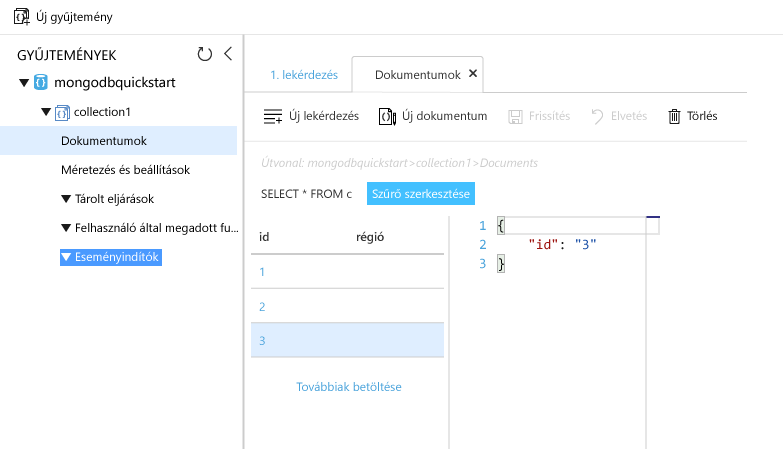 Új gyűjtemény
GYŰJTEMÉNYEK
mongodbquickstart
collection1
Dokumentumok
Méretezés és beállítások
Tárolt eljárások
Felhasználó által megadott fu...
Eseményindítók
1. lekérdezés
Dokumentumok
Új lekérdezés Új dokumentum Frissítés Elvetés Törlés
Útvonal: mongodbquickstart>collection1>Documents
SELECT * FROM c Szűrő szerkesztése
id régió
1
2
3
Továbbiak betöltése
1 {
2 "id": "3"
3 }